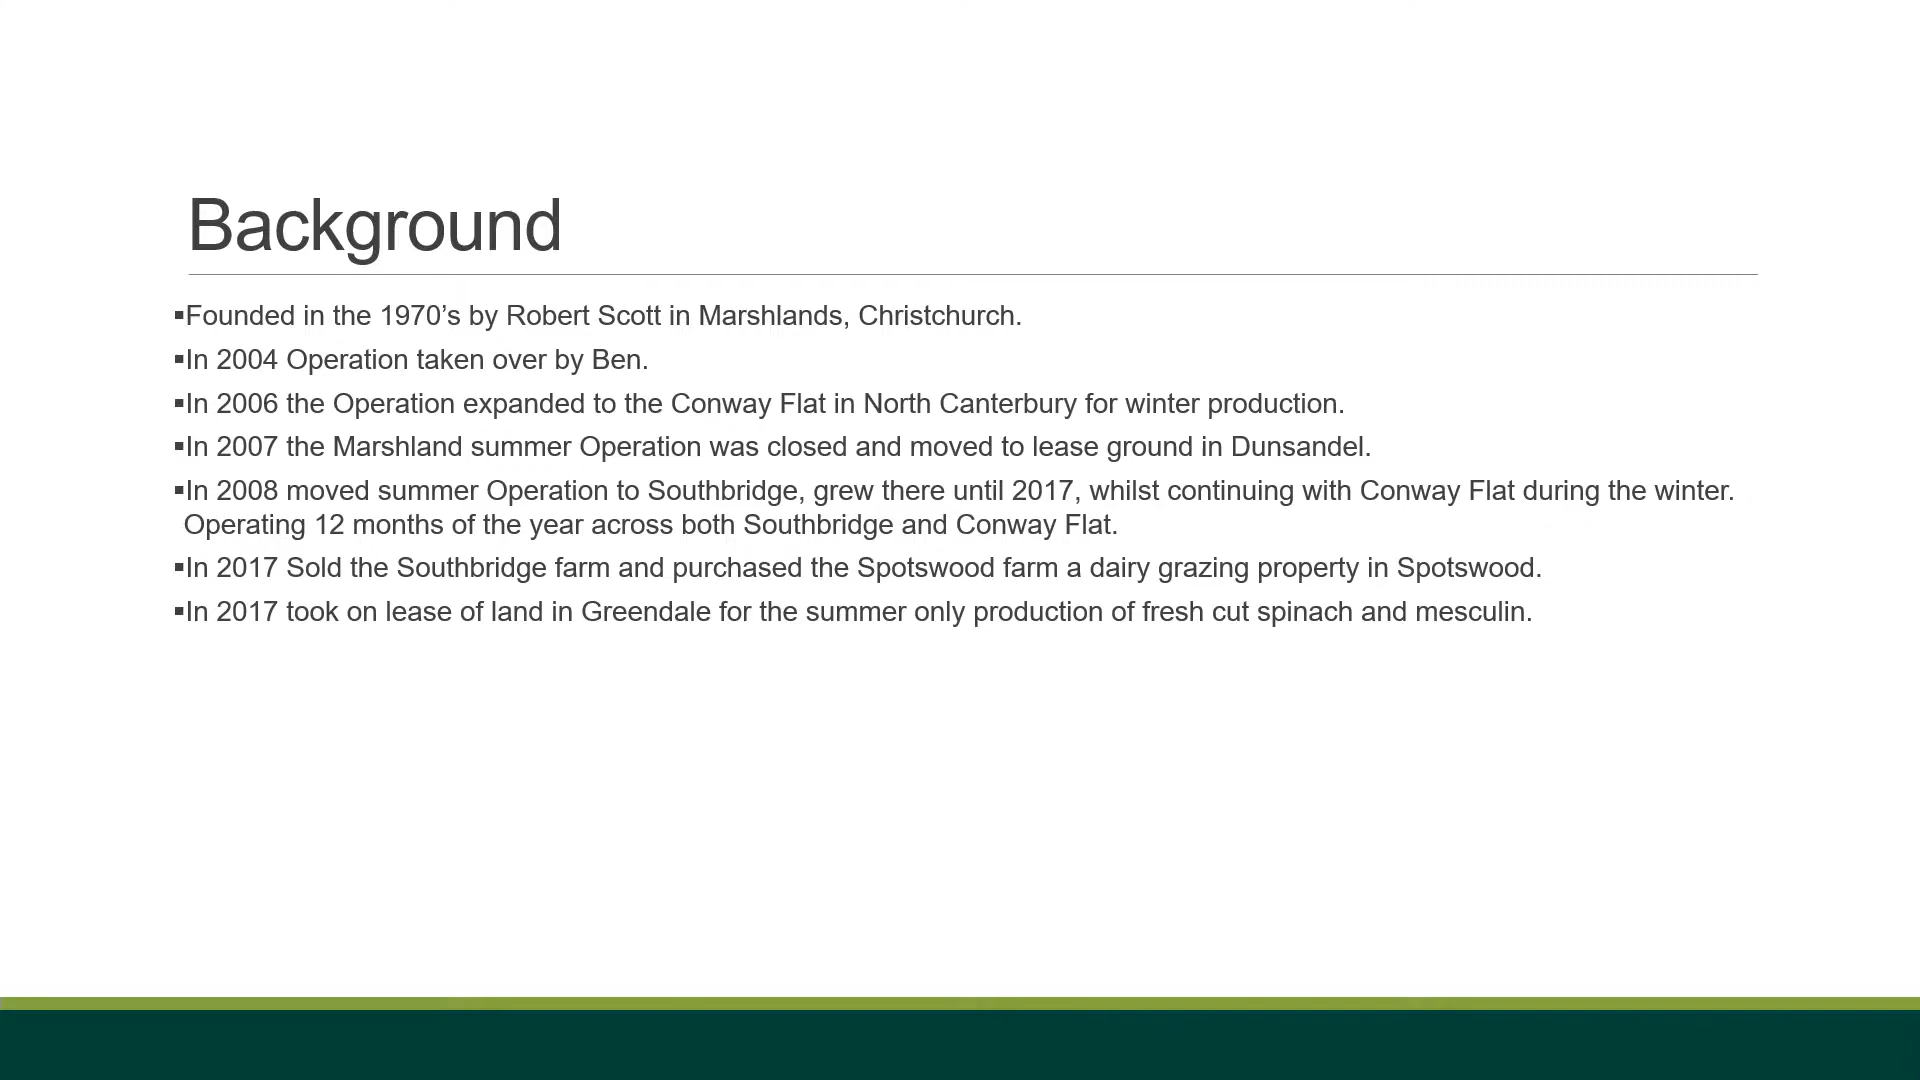 Background
▪Founded in the 1970’s by Robert Scott in Marshlands, Christchurch.
▪In 2004 Operation taken over by Ben.
▪In 2006 the Operation expanded to the Conway Flat in North Canterbury for winter production.
▪In 2007 the Marshland summer Operation was closed and moved to lease ground in Dunsandel.
▪In 2008 moved summer Operation to Southbridge, grew there until 2017, whilst continuing with Conway Flat during the winter.
Operating 12 months of the year across both Southbridge and Conway Flat.
▪In 2017 Sold the Southbridge farm and purchased the Spotswood farm a dairy grazing property in Spotswood.
▪In 2017 took on lease of land in Greendale for the summer only production of fresh cut spinach and mesculin.